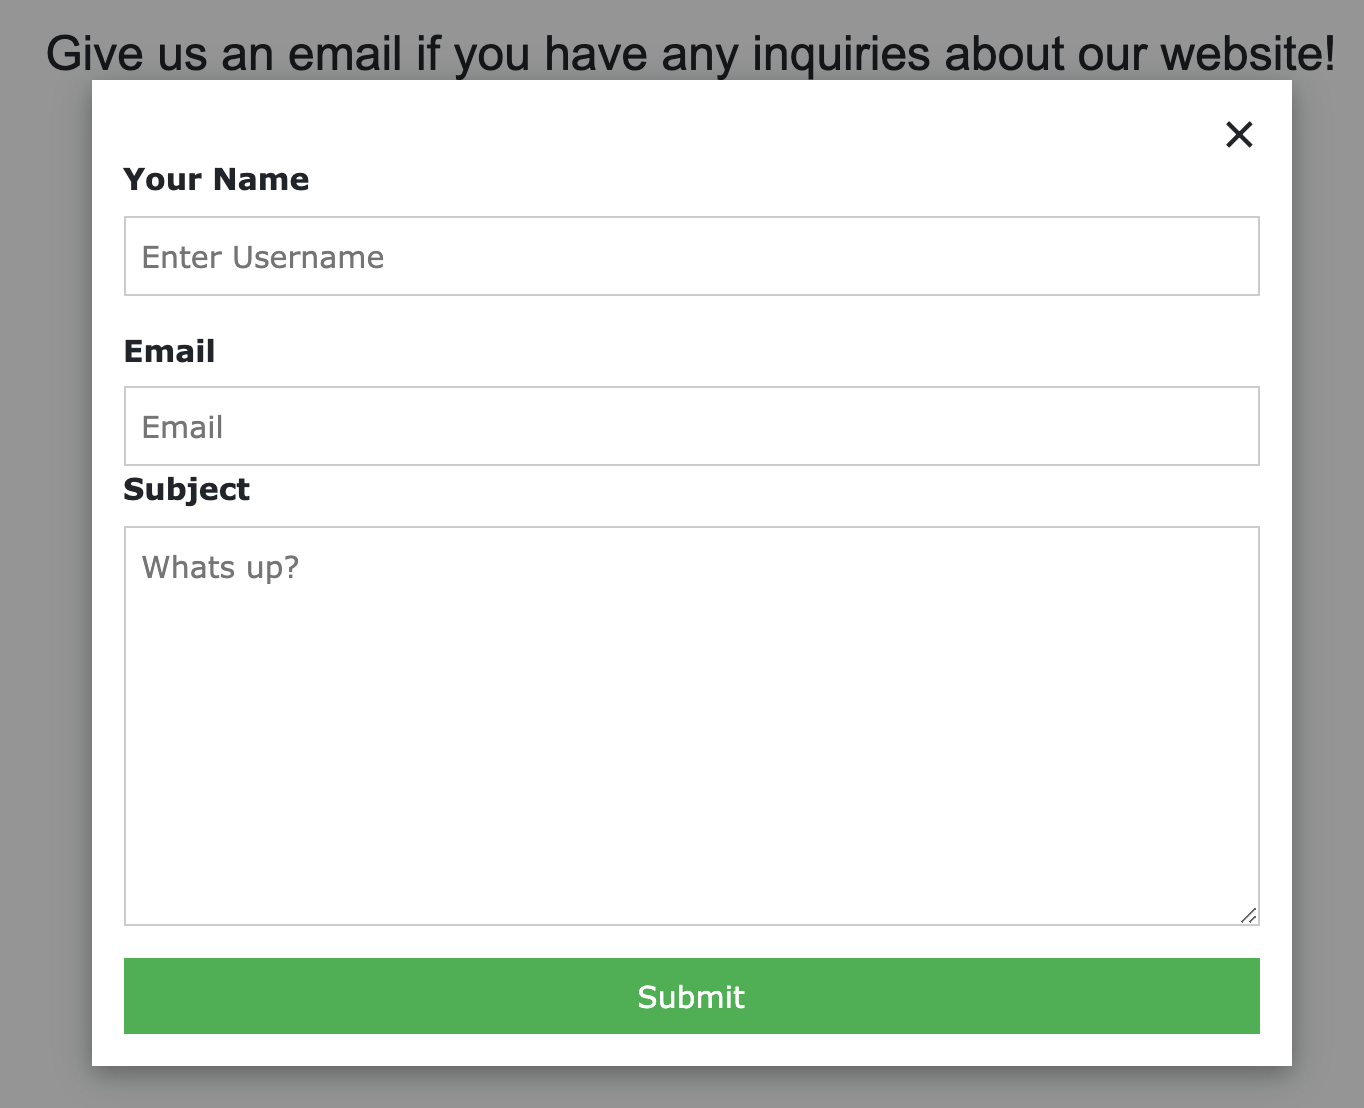 Give us an email if you have any inquiries about our website!
Your Name
Enter Username
Email
Email
Subject
Whats up?
Submit